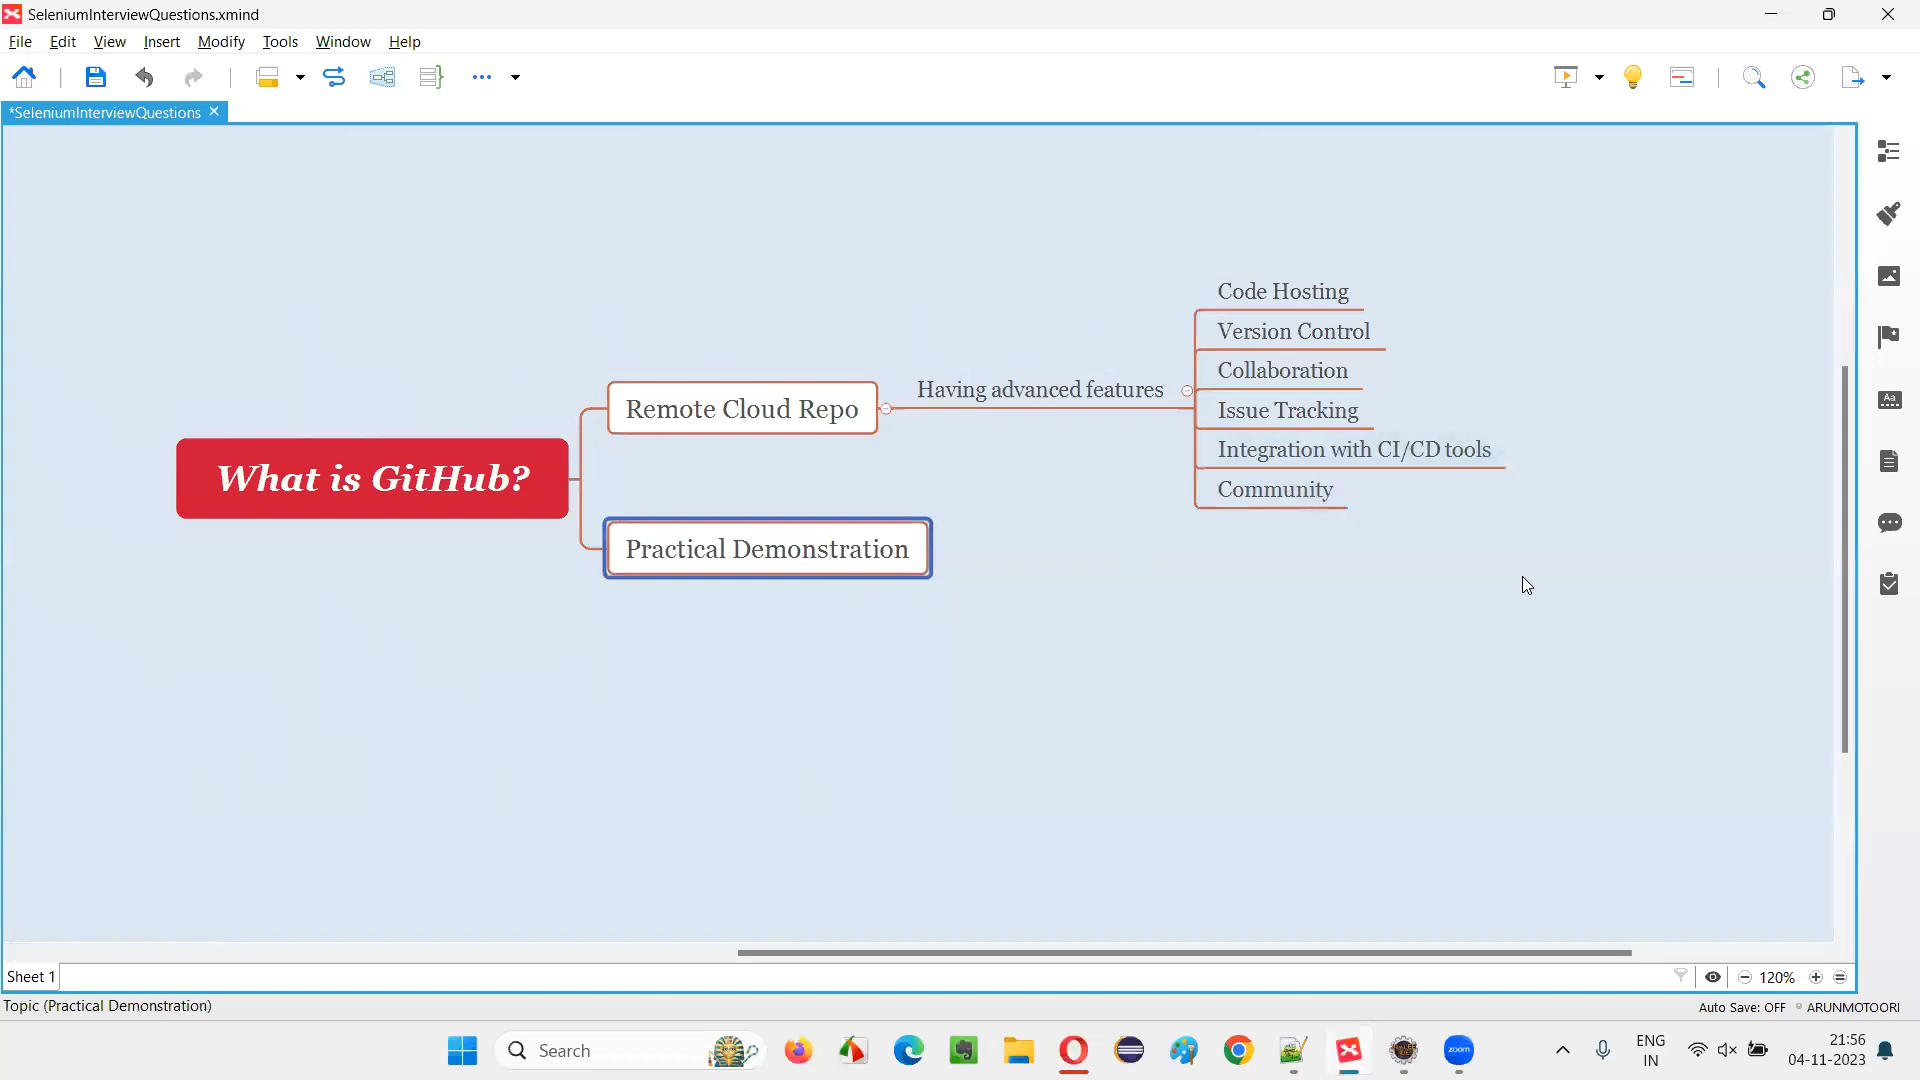 SeleniumInterviewQuestions.xmind
File Edit View Insert Modify Tools Window Help
*SeleniumInterviewQuestions
Code Hosting
Version Control
Collaboration
Having advanced features
Remote Cloud Repo
Issue Tracking
Integration with CI/CD tools
What is GitHub?
Community
Practical Demonstration
Aa
Sheet 1
120%
Topic (Practical Demonstration)
Auto Save: OFF
ARUNMOTOORI
Search
zoom
ENG
IN
21:56
04-11-2023